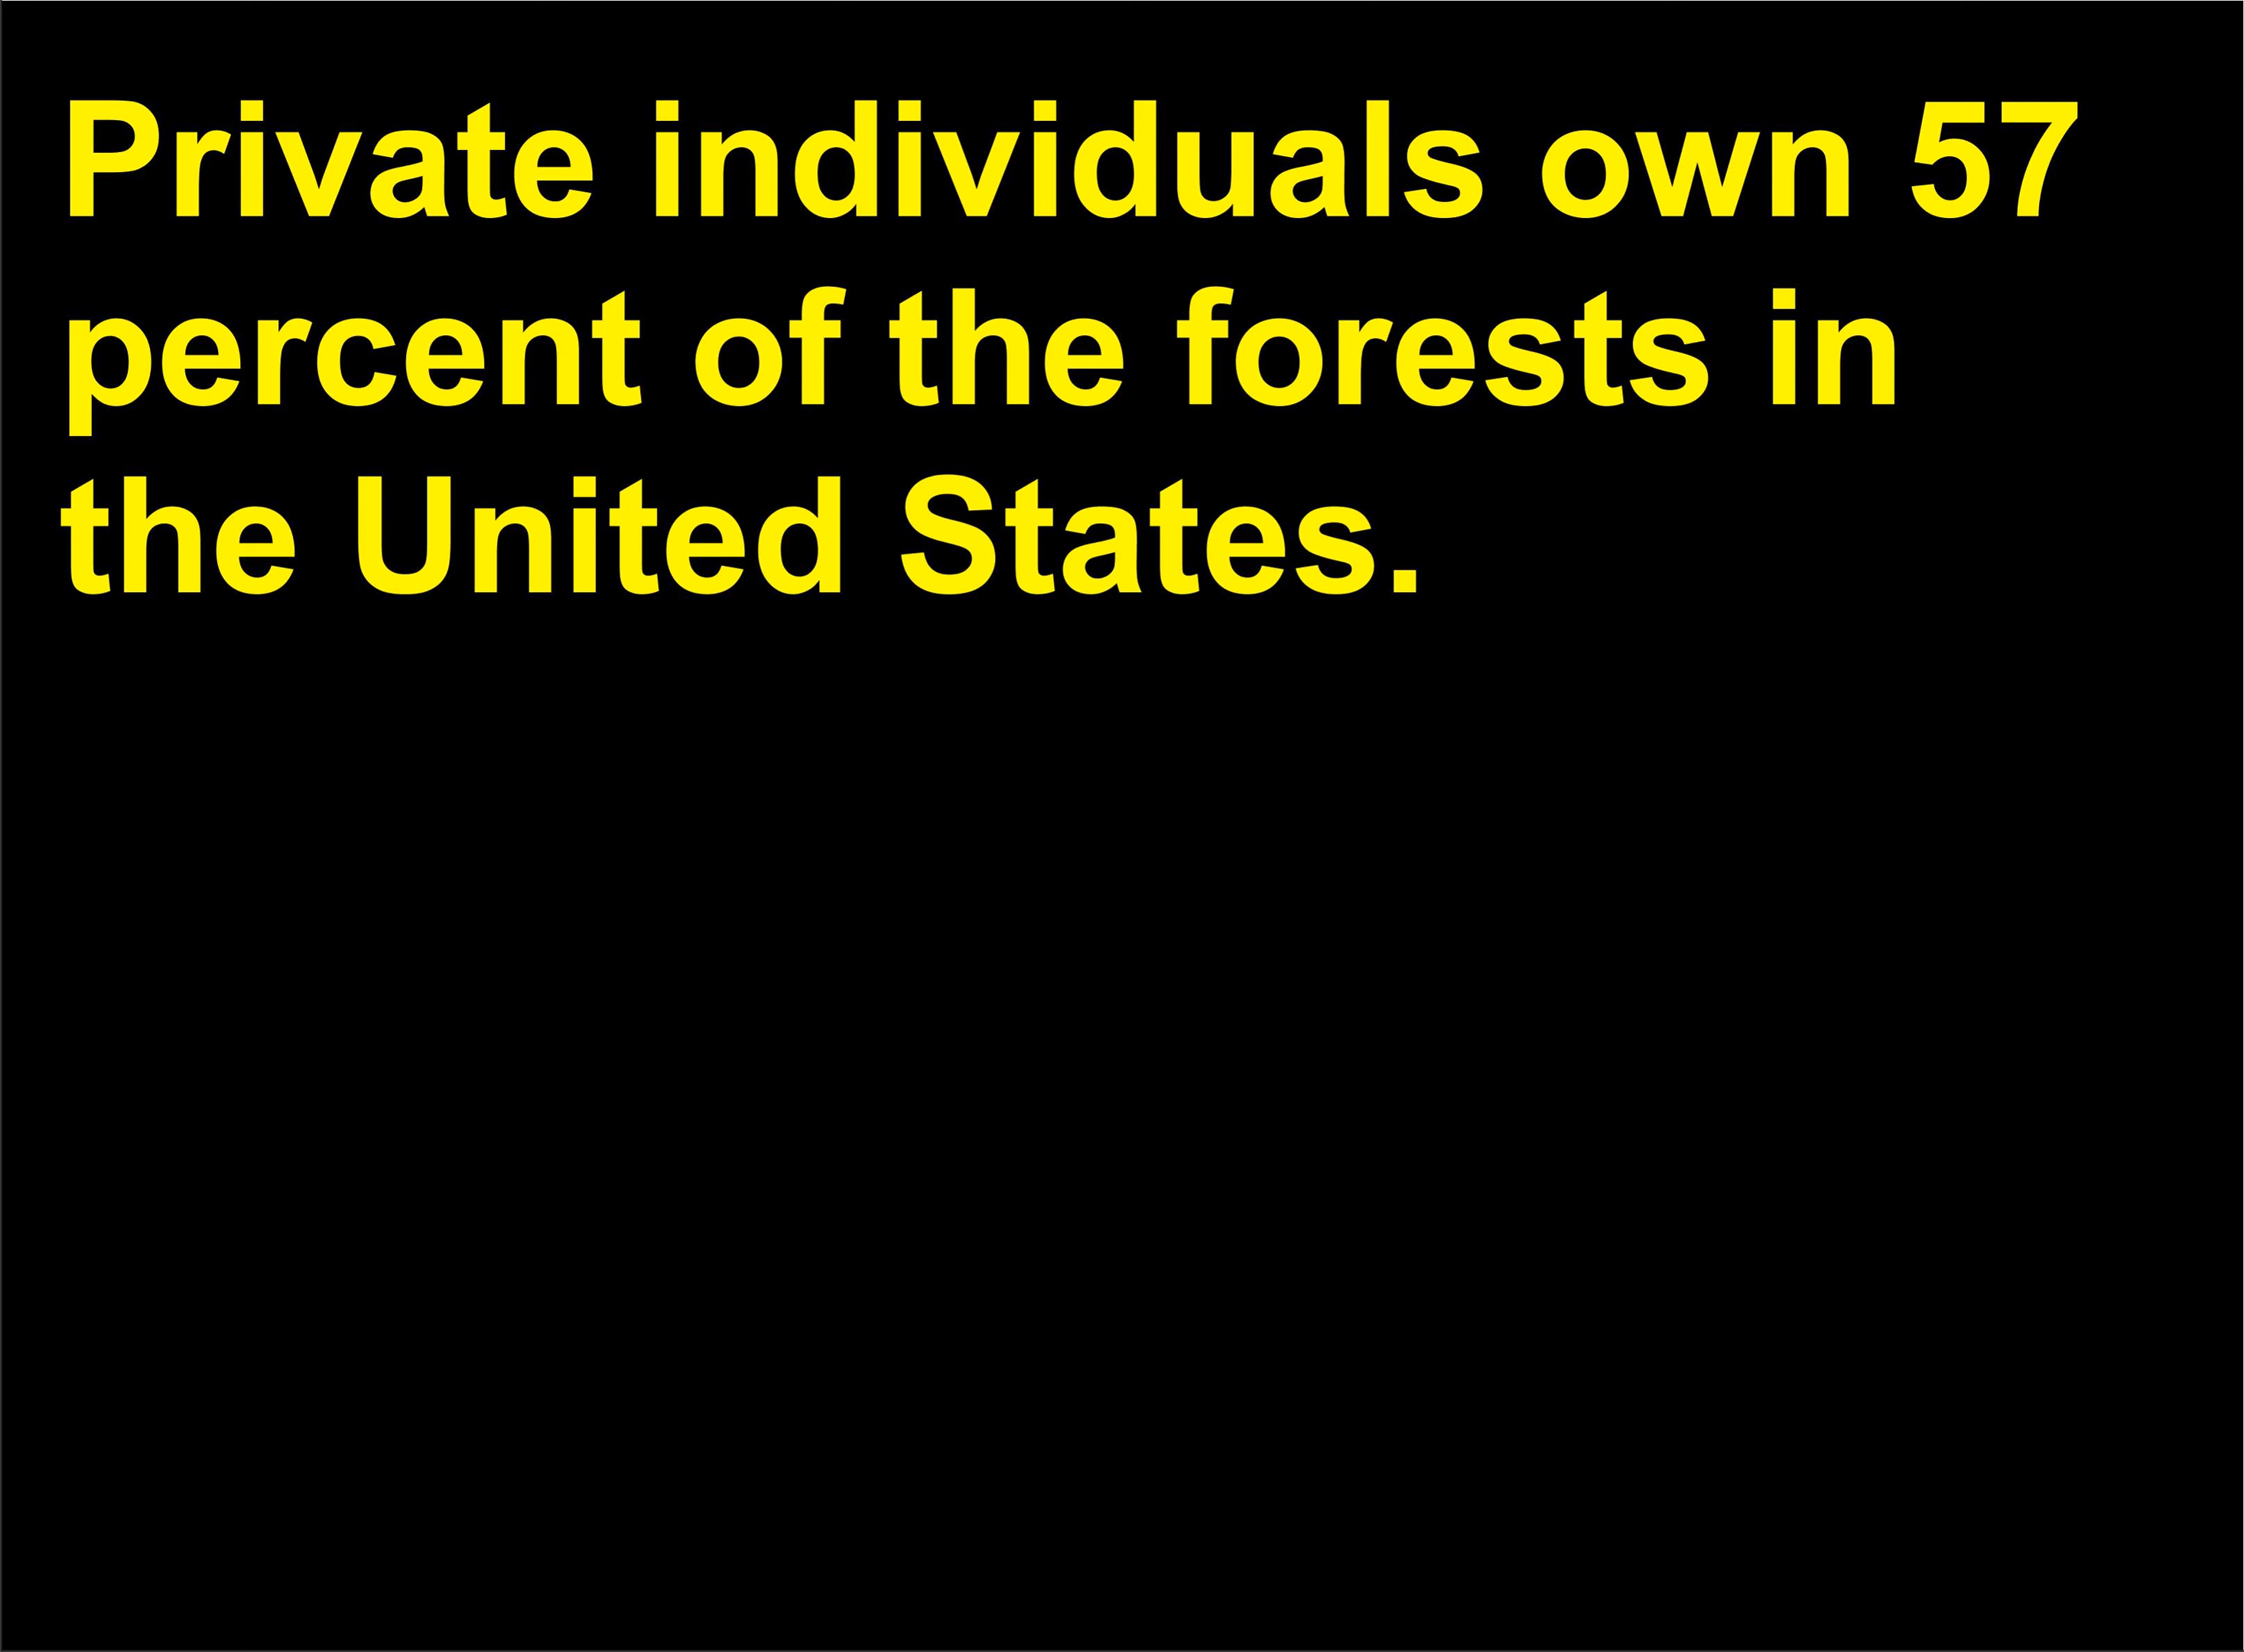 Private individuals own 57
percent of the forests in
the United States.